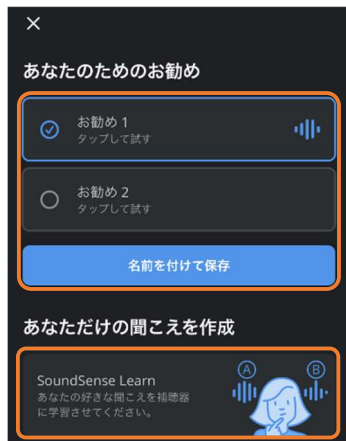 あなたのためのお勧め
お勧め 1
タップして試す
お勧め 2
タップして試す
名前を付けて保存
あなただけの聞こえを作成
SoundSense Learn
あなたの好きな聞こえを補聴器
に学習させてください。
A
B